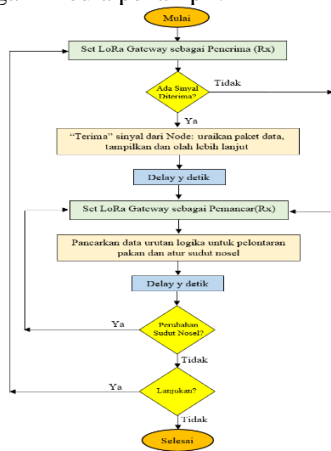 Mulai
Set LoRa Gateway sebagai Penerima (Rx)
Ada Sinyal
Diterima?
Tidak
Ya
“Terima” sinyal dari Node: uraikan paket data,
tampilkan dan olah lebih lanjut
Delay y detik
Set LoRa Gateway sebagai Pemancar(Rx)
Pancarkan data urutan logika untuk pelontaran
pakan dan atur sudut nosel
Delay y detik
Ya
Perubahan
Sudut Nosel?
Tidak
Ya
Lanjutkan?
Tidak
Selesai